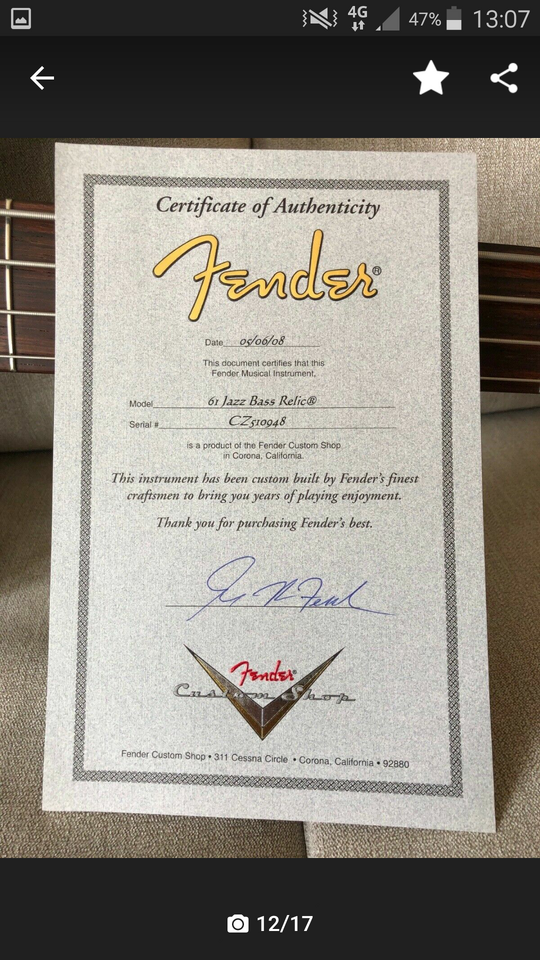 4G 47% 13:07
Certificate of Authenticity
Fender®
Date 05/06/08
This document certifies that this
Fender Musical Instrument,
Model 61 Jazz Bass Relic®
Serial # CZ510948
is a product of the Fender Custom Shop
in Corona, California.
This instrument has been custom built by Fender's finest
craftsmen to bring you years of playing enjoyment.
Thank you for purchasing Fender's best.
Fender®
Custom Shop
Fender Custom Shop • 311 Cessna Circle • Corona, California • 92880
12/17